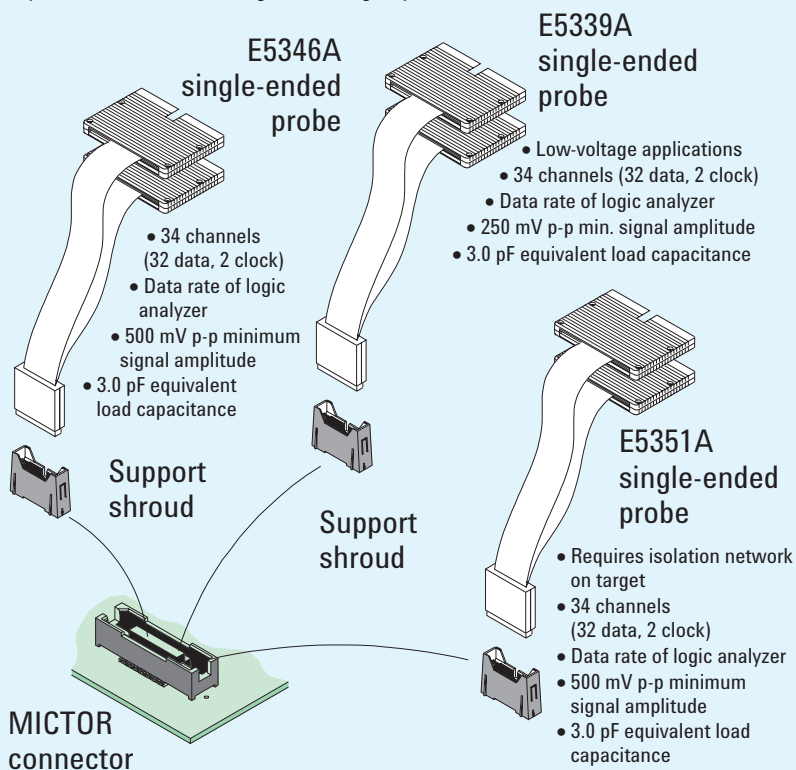 E5346A
single-ended
probe
• 34 channels
(32 data, 2 clock)
• Data rate of logic
analyzer
• 500 mV p-p minimum
signal amplitude
• 3.0 pF equivalent
load capacitance
Support
shroud
E5339A
single-ended
probe
• Low-voltage applications
• 34 channels (32 data, 2 clock)
• Data rate of logic analyzer
• 250 mV p-p min. signal amplitude
• 3.0 pF equivalent load capacitance
Support
shroud
E5351A
single-ended
probe
• Requires isolation network
on target
• 34 channels
(32 data, 2 clock)
• Data rate of logic analyzer
• 500 mV p-p minimum
signal amplitude
• 3.0 pF equivalent load
capacitance
MICTOR
connector